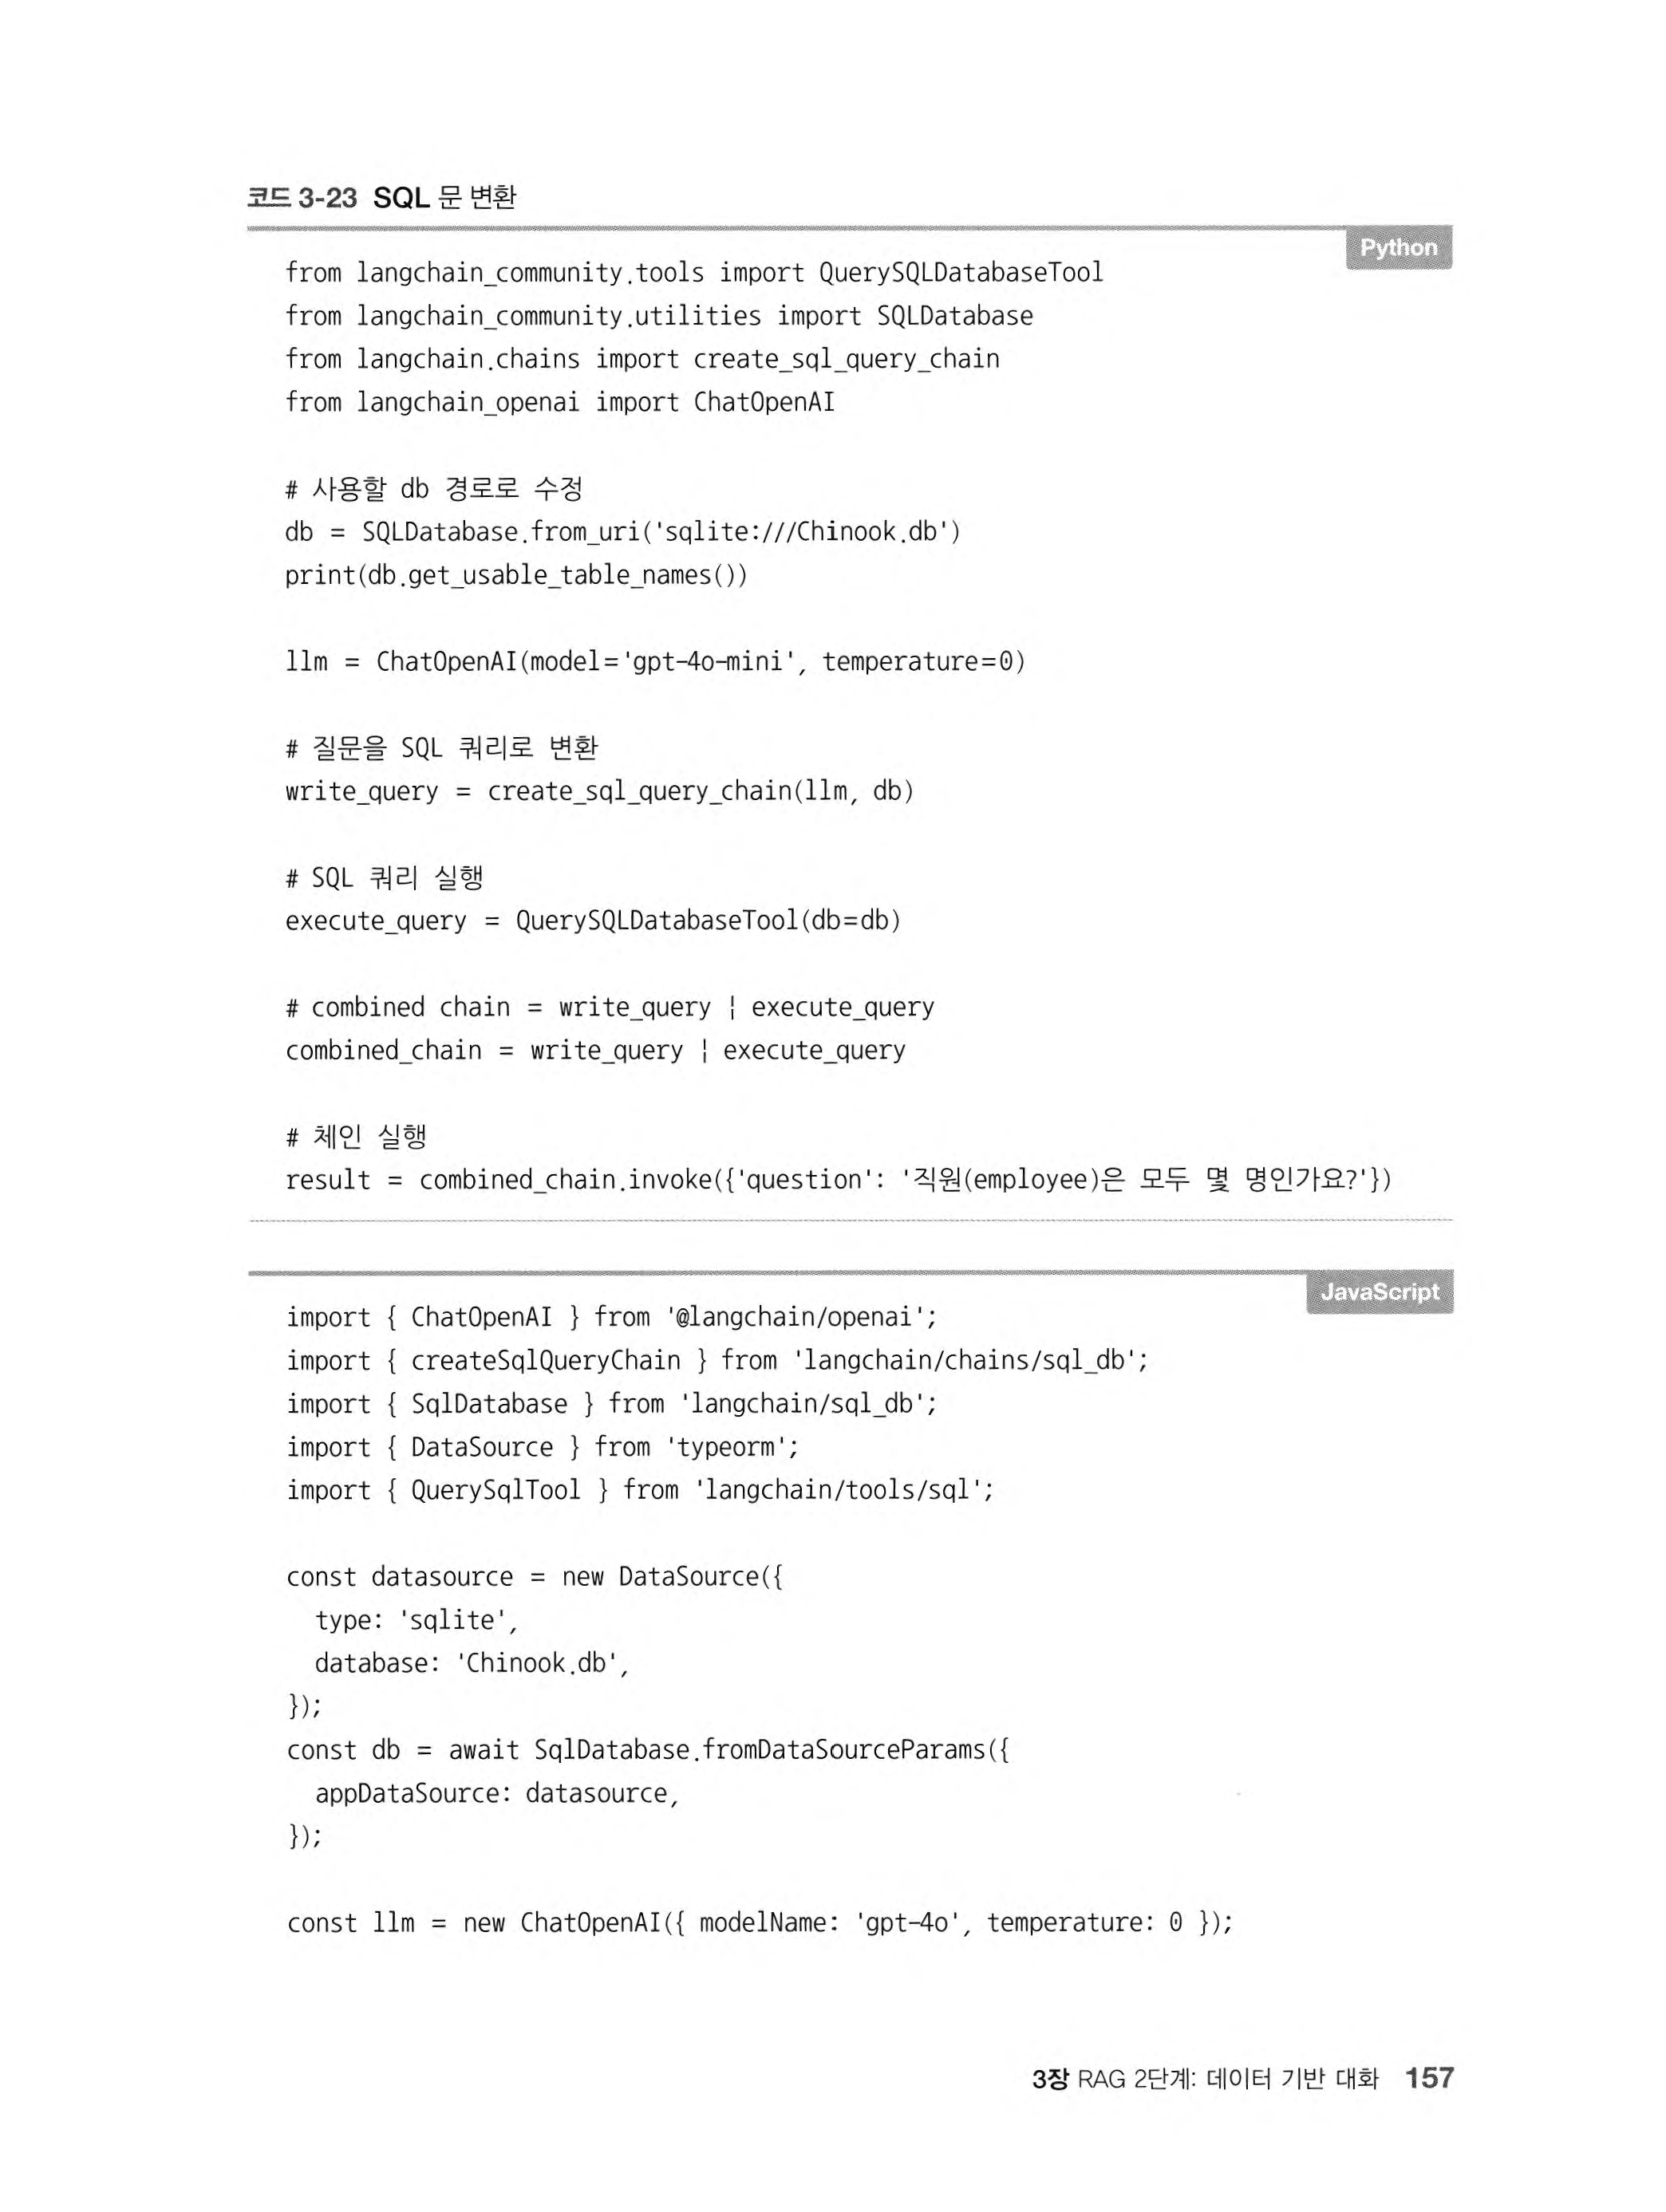 코드 3-23 SQL 문 변환
Python
from langchain_community.tools import QuerySQLDatabaseTool
from langchain_community.utilities import SQLDatabase
from langchain.chains import create_sql_query_chain
from langchain_openai import ChatOpenAI
# 사용할 db 경로로 수정
db = SQLDatabase.from_uri('sqlite:///Chinook.db')
print(db.get_usable_table_names())
llm = ChatOpenAI(model='gpt-4o-mini', temperature=0)
# 질문을 SQL 쿼리로 변환
write_query = create_sql_query_chain(llm, db)
# SQL 쿼리 실행
execute_query = QuerySQLDatabaseTool(db=db)
# combined chain = write_query | execute_query
combined_chain = write_query | execute_query
# 체인 실행
result = combined_chain.invoke({'question': '직원(employee)은 모두 몇 명인가요?'})
JavaScript
import { ChatOpenAI } from '@langchain/openai';
import { createSqlQueryChain } from 'langchain/chains/sql_db';
import { SqlDatabase } from 'langchain/sql_db';
import { DataSource } from 'typeorm';
import { QuerySqlTool } from 'langchain/tools/sql';
const datasource = new DataSource({
  type: 'sqlite',
  database: 'Chinook.db',
});
const db = await SqlDatabase.fromDataSourceParams({
  appDataSource: datasource,
});
const llm = new ChatOpenAI({ modelName: 'gpt-4o', temperature: 0 });
3장 RAG 2단계: 데이터 기반 대화 157